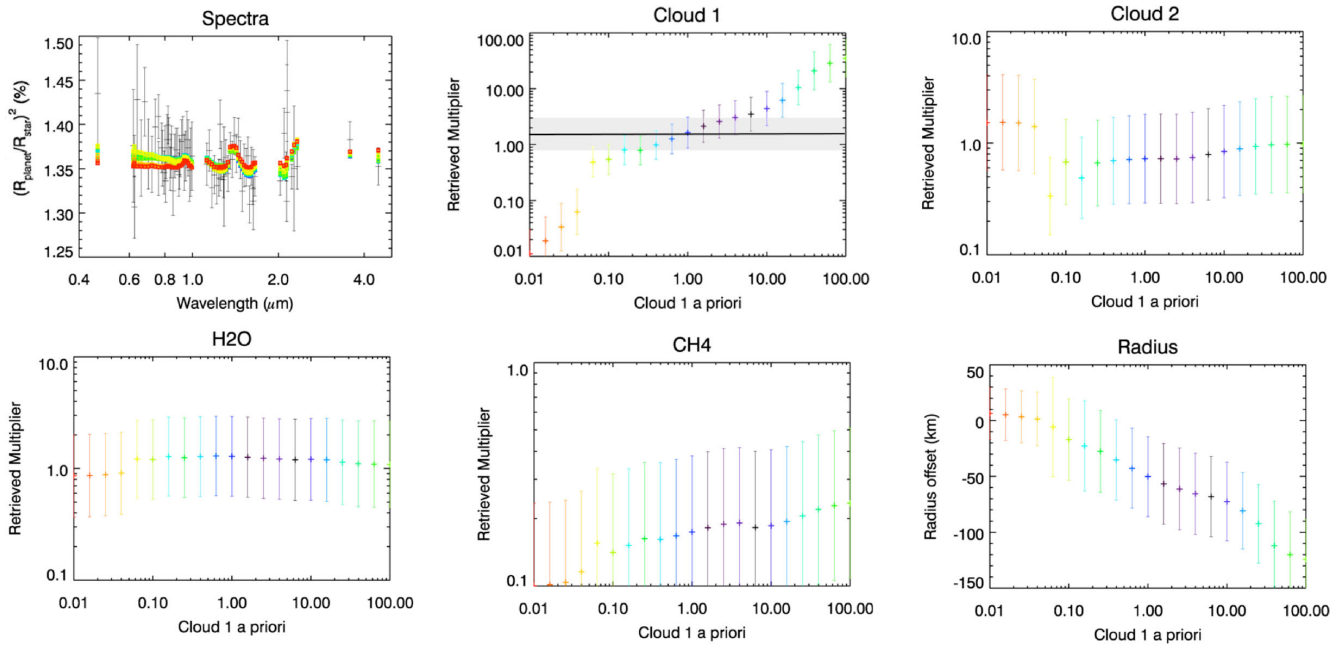 Spectra
1.50
1.45
1.40
1.35
1.30
1.25
(R_planet/R_star)² (%)
0.4 0.6 0.8 1.0 2.0 4.0
Wavelength (μm)
Cloud 1
100.00
10.00
1.00
0.10
0.01
Retrieved Multiplier
0.01 0.10 1.00 10.00 100.00
Cloud 1 a priori
Cloud 2
10.0
1.0
0.1
Retrieved Multiplier
0.01 0.10 1.00 10.00 100.00
Cloud 1 a priori
H2O
10.0
1.0
0.1
Retrieved Multiplier
0.01 0.10 1.00 10.00 100.00
Cloud 1 a priori
CH4
1.0
0.1
Retrieved Multiplier
0.01 0.10 1.00 10.00 100.00
Cloud 1 a priori
Radius
50
0
-50
-100
-150
Radius offset (km)
0.01 0.10 1.00 10.00 100.00
Cloud 1 a priori